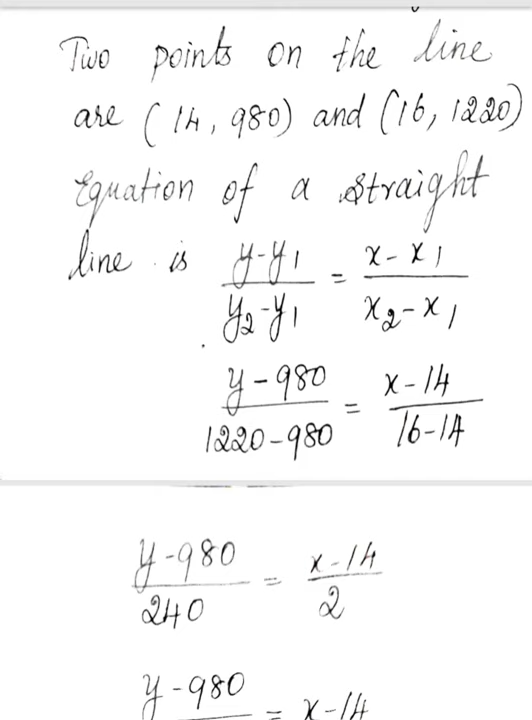 Two points on the line
are (14, 980) and (16, 1220)
Equation of a straight
line is (y-y1)/(y2-y1) = (x-x1)/(x2-x1)
(y-980)/(1220-980) = (x-14)/(16-14)
(y-980)/240 = (x-14)/2
y-980 = x-14